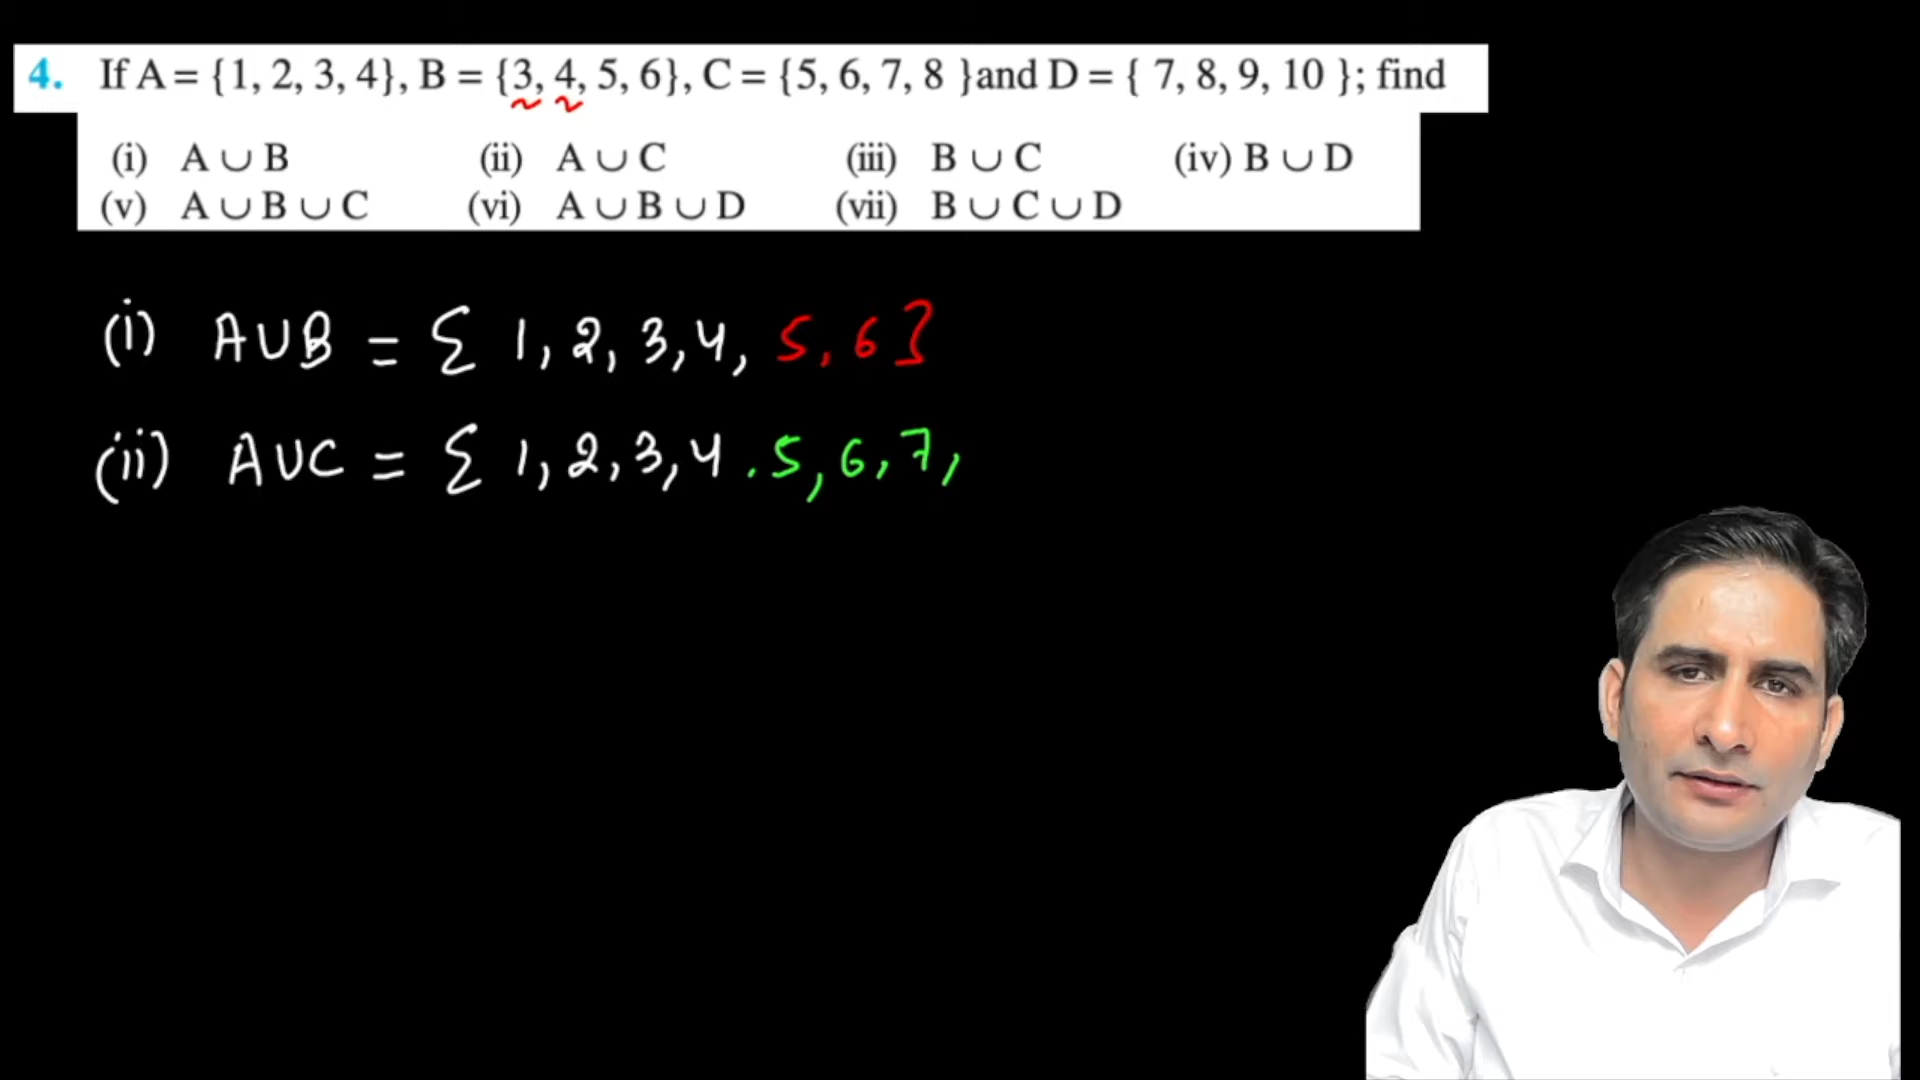 4. If A = {1, 2, 3, 4}, B = {3, 4, 5, 6}, C = {5, 6, 7, 8 }and D = { 7, 8, 9, 10 }; find
(i) A ∪ B (ii) A ∪ C (iii) B ∪ C (iv) B ∪ D
(v) A ∪ B ∪ C (vi) A ∪ B ∪ D (vii) B ∪ C ∪ D
(i) A∪B = { 1, 2, 3, 4, 5, 6 }
(ii) A∪C = { 1, 2, 3, 4 . 5, 6, 7,